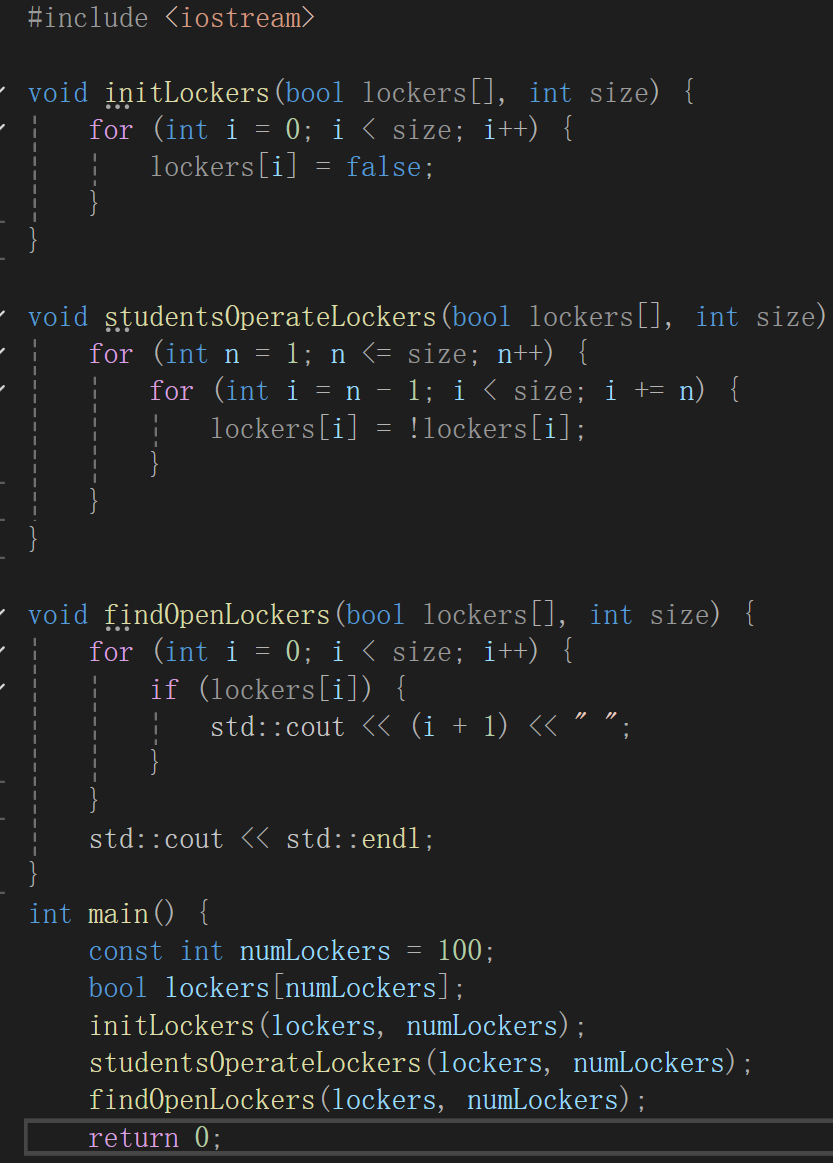 #include <iostream>
void initLockers(bool lockers[], int size) {
for (int i = 0; i < size; i++) {
lockers[i] = false;
}
}
void studentsOperateLockers(bool lockers[], int size)
for (int n = 1; n <= size; n++) {
for (int i = n - 1; i < size; i += n) {
lockers[i] = !lockers[i];
}
}
}
void findOpenLockers(bool lockers[], int size) {
for (int i = 0; i < size; i++) {
if (lockers[i]) {
std::cout << (i + 1) << " ";
}
}
std::cout << std::endl;
}
int main() {
const int numLockers = 100;
bool lockers[numLockers];
initLockers(lockers, numLockers);
studentsOperateLockers(lockers, numLockers);
findOpenLockers(lockers, numLockers);
return 0;